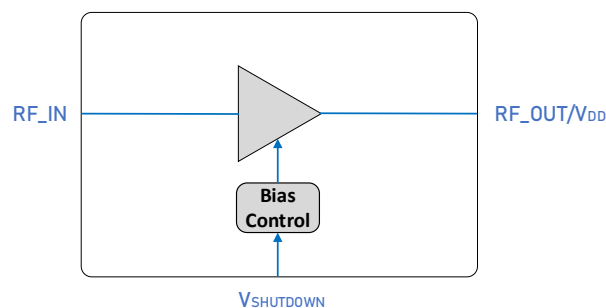 RF_IN
RF_OUT/VDD
Bias
Control
VSHUTDOWN